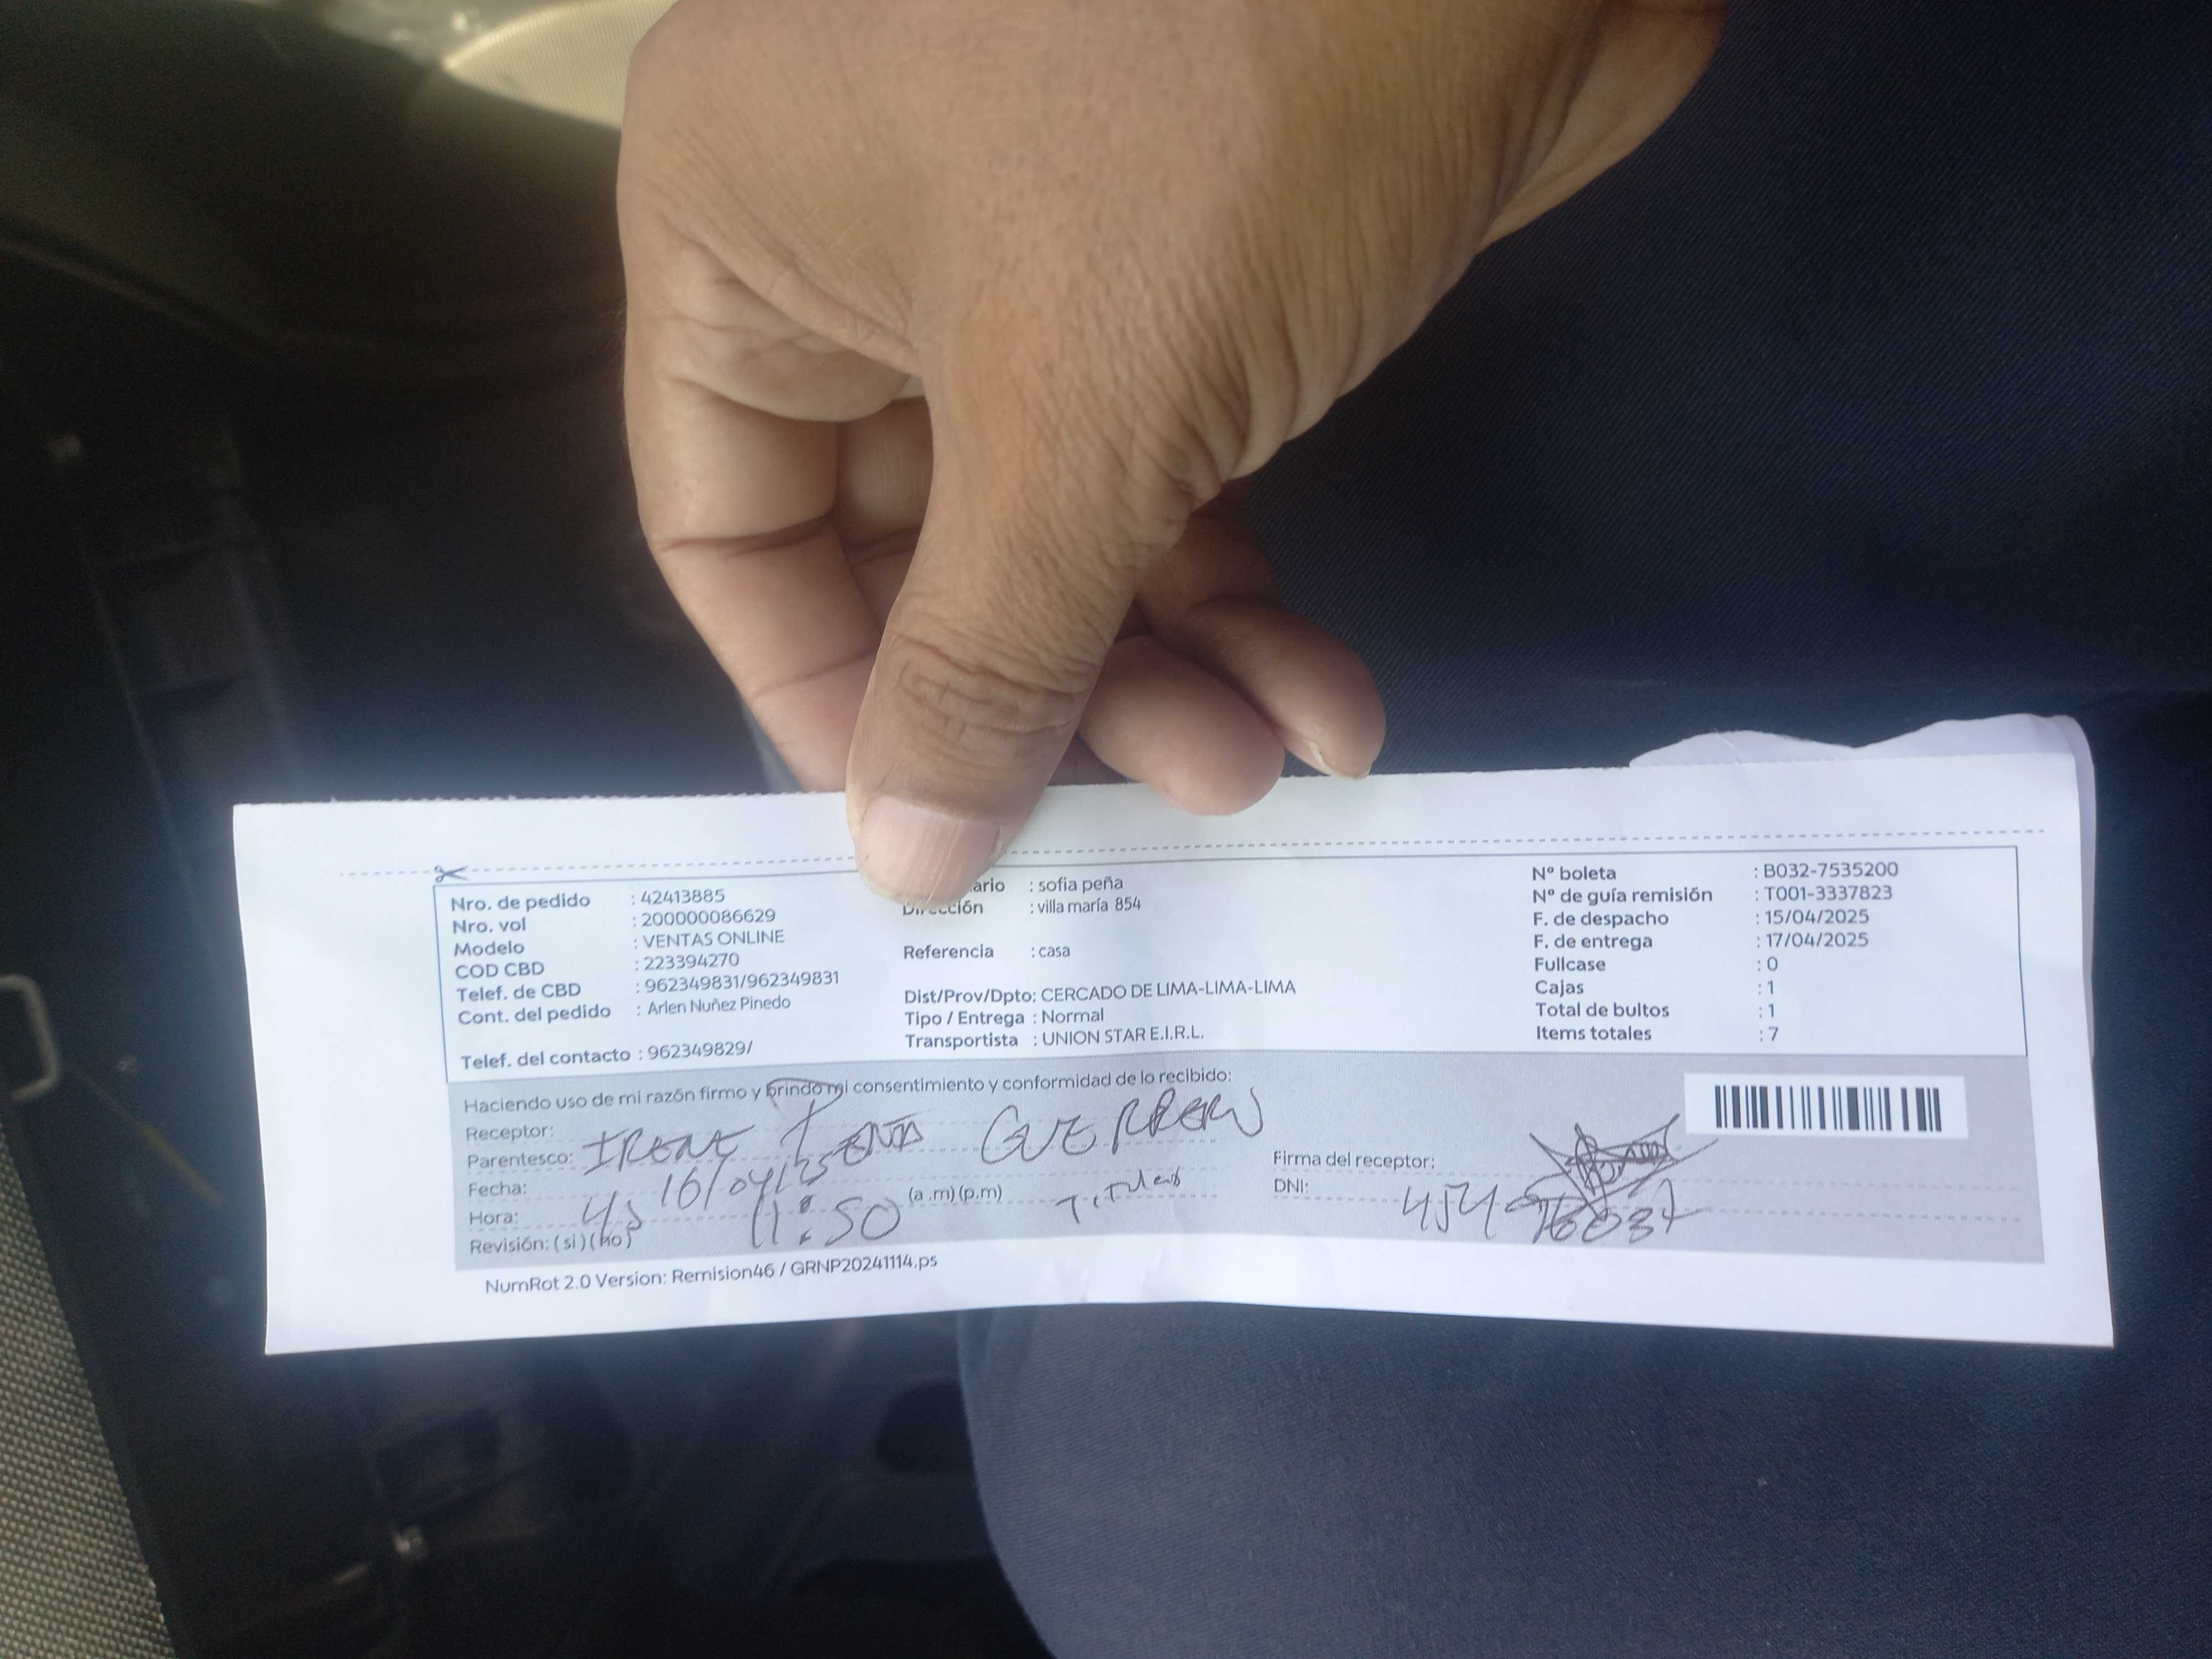 Nro. de pedido : 42413885
Nro. vol : 200000086629
Modelo : VENTAS ONLINE
COD CBD : 223394270
Telef. de CBD : 962349831/962349831
Cont. del pedido : Arlen Nuñez Pinedo
Telef. del contacto : 962349829/
ario : sofia peña
Dirección : villa maría 854
Referencia : casa
Dist/Prov/Dpto: CERCADO DE LIMA-LIMA-LIMA
Tipo / Entrega : Normal
Transportista : UNION STAR E.I.R.L.
Nº boleta : B032-7535200
Nº de guía remisión : T001-3337823
F. de despacho : 15/04/2025
F. de entrega : 17/04/2025
Fullcase : 0
Cajas : 1
Total de bultos : 1
Items totales : 7
Haciendo uso de mi razón firmo y brindo mi consentimiento y conformidad de lo recibido:
Receptor: IRENE PEÑA GUERRERO
Parentesco:
Fecha: 16/04/25
Hora: 11:50 (a .m) (p.m)
Revisión: ( si ) ( no )
Firma del receptor:
DNI:
NumRot 2.0 Version: Remision46 / GRNP20241114.ps